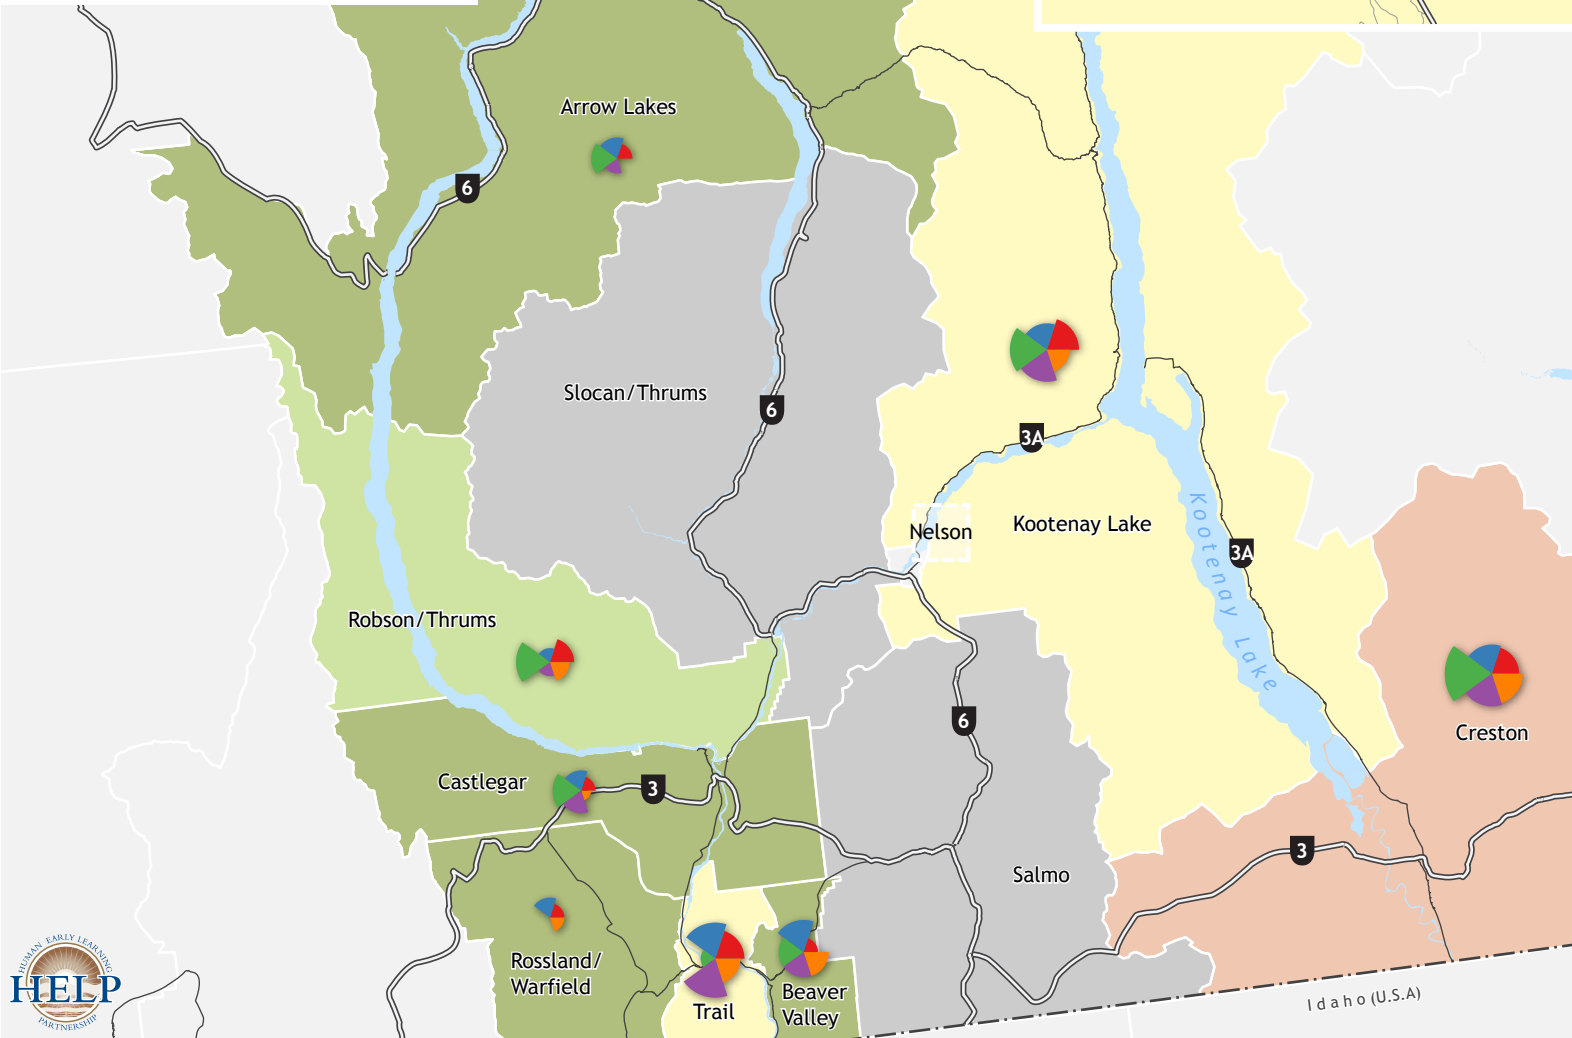 Arrow Lakes
6
Slocan/Thrums
6
3A
Nelson
Kootenay Lake
3A
Kootenay Lake
Robson/Thrums
Creston
6
Castlegar
3
3
Salmo
Rossland/
Warfield
Trail
Beaver
Valley
Idaho (U.S.A)
HUMAN EARLY LEARNING
HELP
PARTNERSHIP